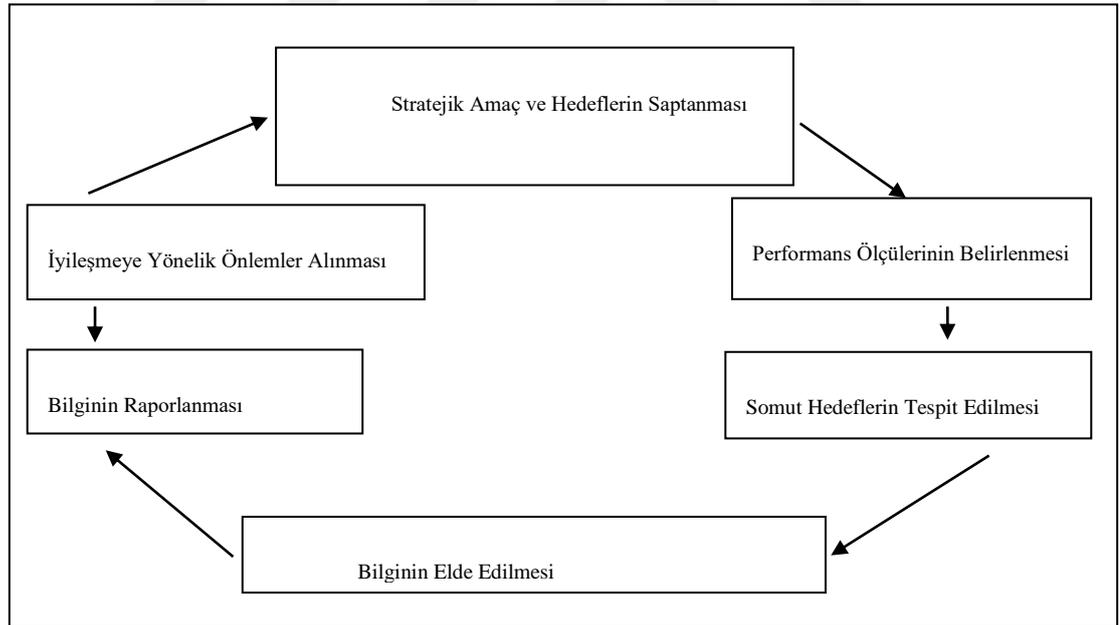 Stratejik Amaç ve Hedeflerin Saptanması
İyileşmeye Yönelik Önlemler Alınması
Performans Ölçülerinin Belirlenmesi
Bilginin Raporlanması
Somut Hedeflerin Tespit Edilmesi
Bilginin Elde Edilmesi